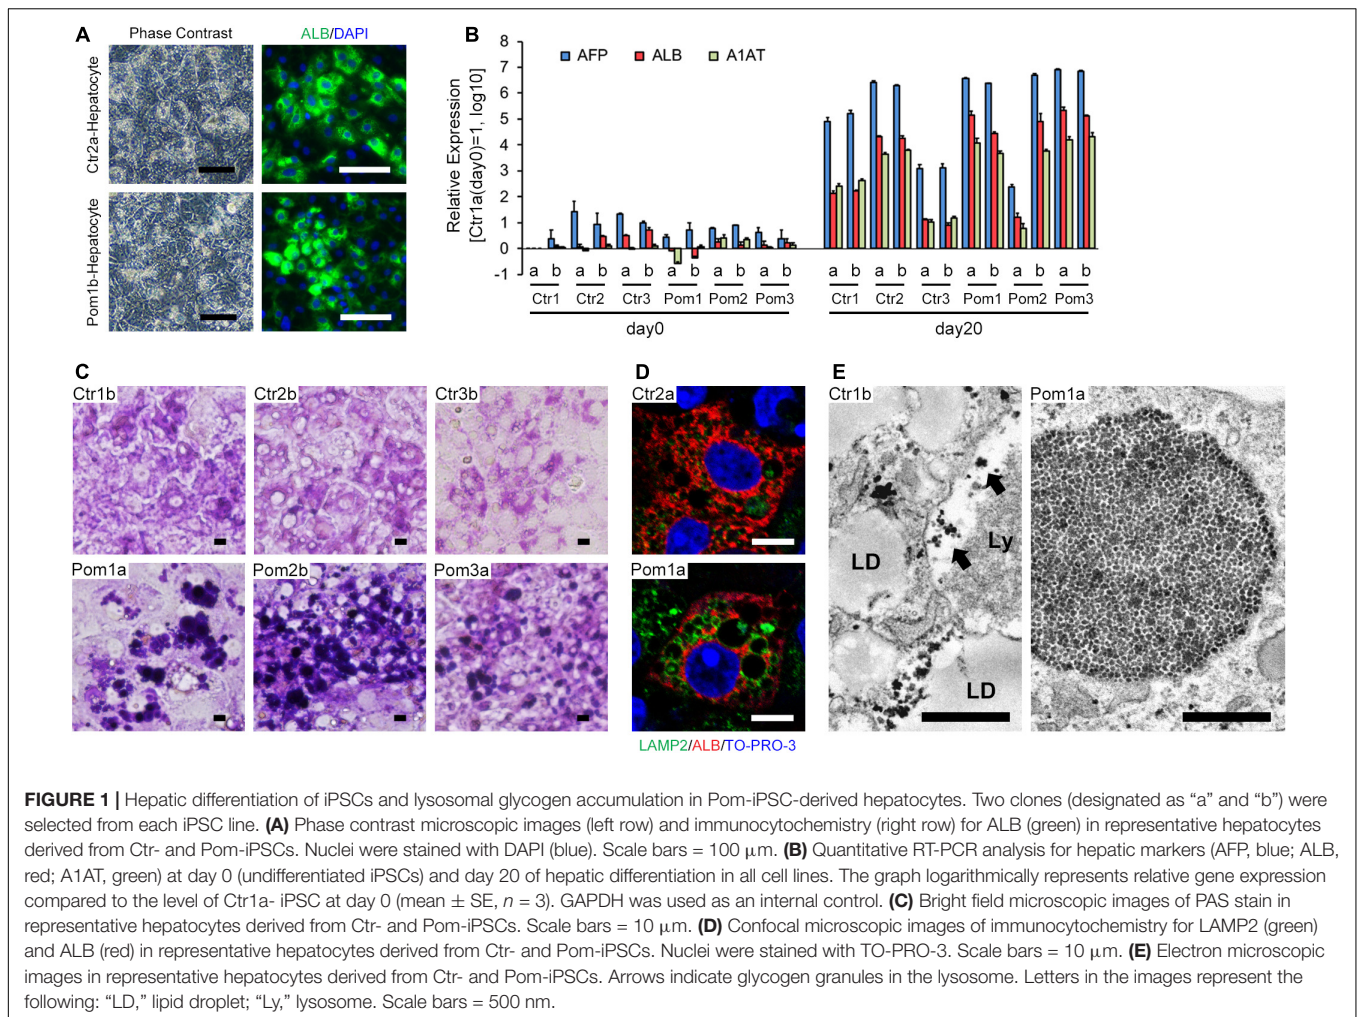 A
Phase Contrast
ALB/DAPI
Ctr2a-Hepatocyte
Pom1b-Hepatocyte
B
Relative Expression
[Ctr1a(day0)=1, log10]
8
7
6
5
4
3
2
1
0
-1
AFP ALB A1AT
a b a b a b a b a b a b a b a b a b a b a b a b
Ctr1 Ctr2 Ctr3 Pom1 Pom2 Pom3 Ctr1 Ctr2 Ctr3 Pom1 Pom2 Pom3
day0 day20
C
Ctr1b Ctr2b Ctr3b
Pom1a Pom2b Pom3a
D
Ctr2a
Pom1a
LAMP2/ALB/TO-PRO-3
E
Ctr1b Pom1a
Ly
LD
LD
FIGURE 1 | Hepatic differentiation of iPSCs and lysosomal glycogen accumulation in Pom-iPSC-derived hepatocytes. Two clones (designated as “a” and “b”) were
selected from each iPSC line. (A) Phase contrast microscopic images (left row) and immunocytochemistry (right row) for ALB (green) in representative hepatocytes
derived from Ctr- and Pom-iPSCs. Nuclei were stained with DAPI (blue). Scale bars = 100 μm. (B) Quantitative RT-PCR analysis for hepatic markers (AFP, blue; ALB,
red; A1AT, green) at day 0 (undifferentiated iPSCs) and day 20 of hepatic differentiation in all cell lines. The graph logarithmically represents relative gene expression
compared to the level of Ctr1a- iPSC at day 0 (mean ± SE, n = 3). GAPDH was used as an internal control. (C) Bright field microscopic images of PAS stain in
representative hepatocytes derived from Ctr- and Pom-iPSCs. Scale bars = 10 μm. (D) Confocal microscopic images of immunocytochemistry for LAMP2 (green)
and ALB (red) in representative hepatocytes derived from Ctr- and Pom-iPSCs. Nuclei were stained with TO-PRO-3. Scale bars = 10 μm. (E) Electron microscopic
images in representative hepatocytes derived from Ctr- and Pom-iPSCs. Arrows indicate glycogen granules in the lysosome. Letters in the images represent the
following: “LD,” lipid droplet; “Ly,” lysosome. Scale bars = 500 nm.